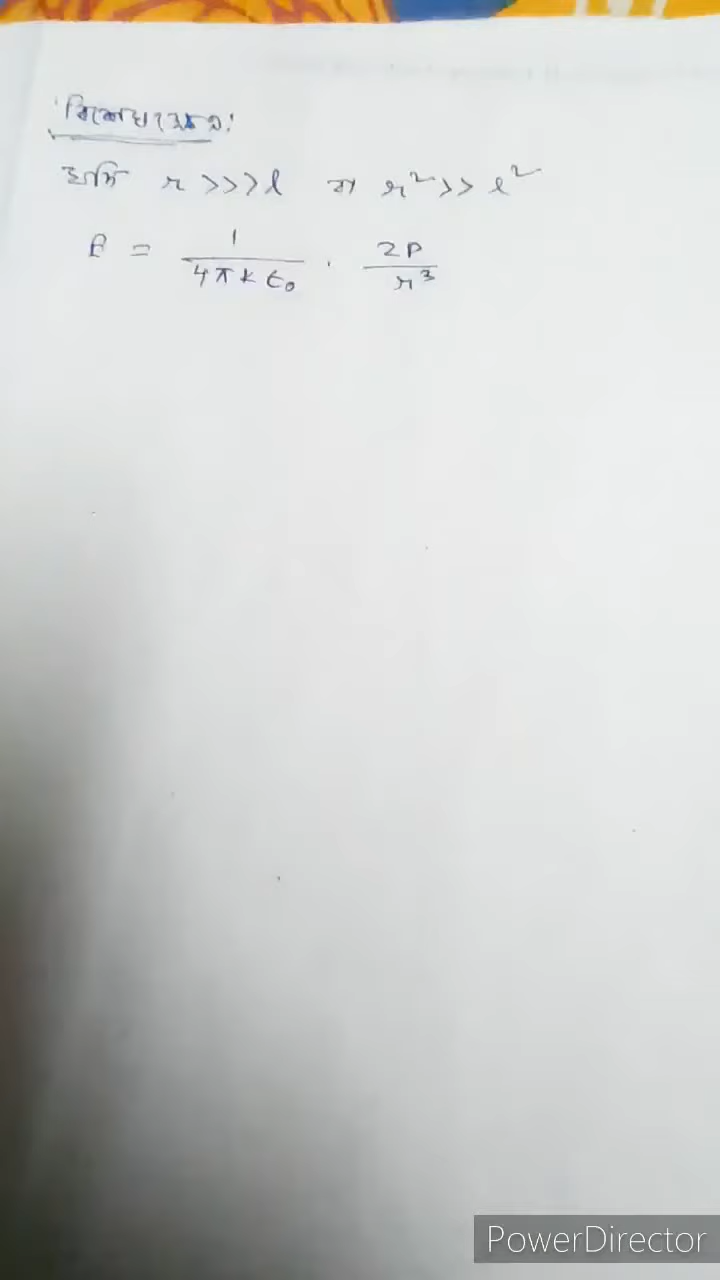 বিশেষক্ষেত্র:
যদি r >>> l বা r² >> l²
E = 1/4πkϵ₀ · 2P/r³
PowerDirector